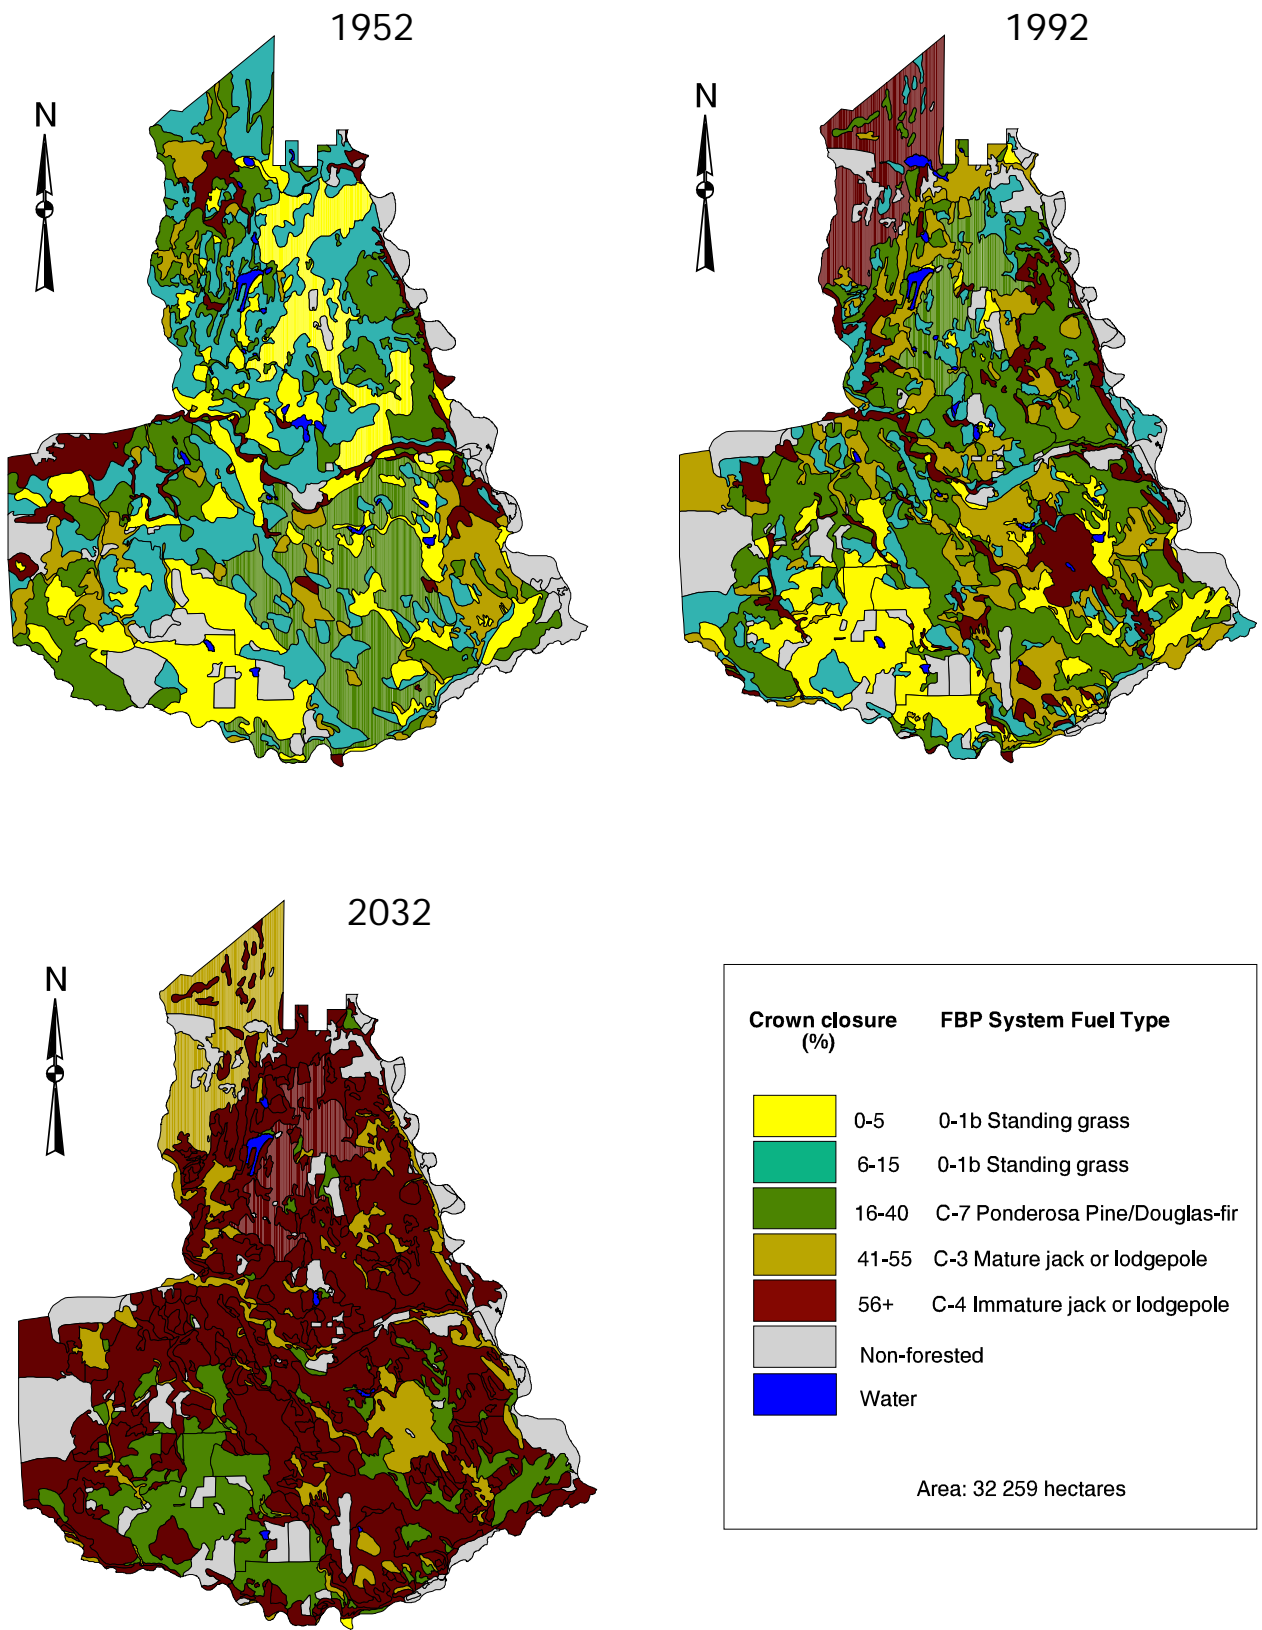 1952
1992
N
N
2032
N
Crown closure FBP System Fuel Type
(%)
0-5 0-1b Standing grass
6-15 0-1b Standing grass
16-40 C-7 Ponderosa Pine/Douglas-fir
41-55 C-3 Mature jack or lodgepole
56+ C-4 Immature jack or lodgepole
Non-forested
Water
Area: 32 259 hectares